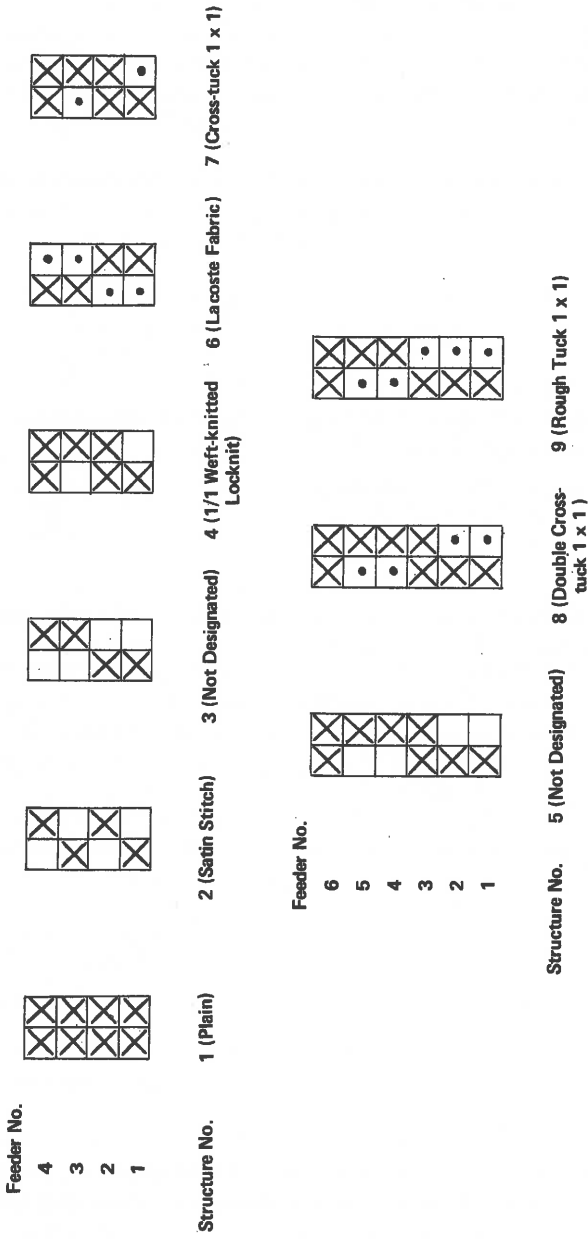 Feeder No.
4
3
2
1
Structure No.
1 (Plain)
2 (Satin Stitch)
3 (Not Designated)
4 (1/1 Weft-knitted
Locknit)
6 (Lacoste Fabric)
7 (Cross-tuck 1 x 1)
Feeder No.
6
5
4
3
2
1
Structure No.
5 (Not Designated)
8 (Double Cross-
tuck 1 x 1)
9 (Rough Tuck 1 x 1)